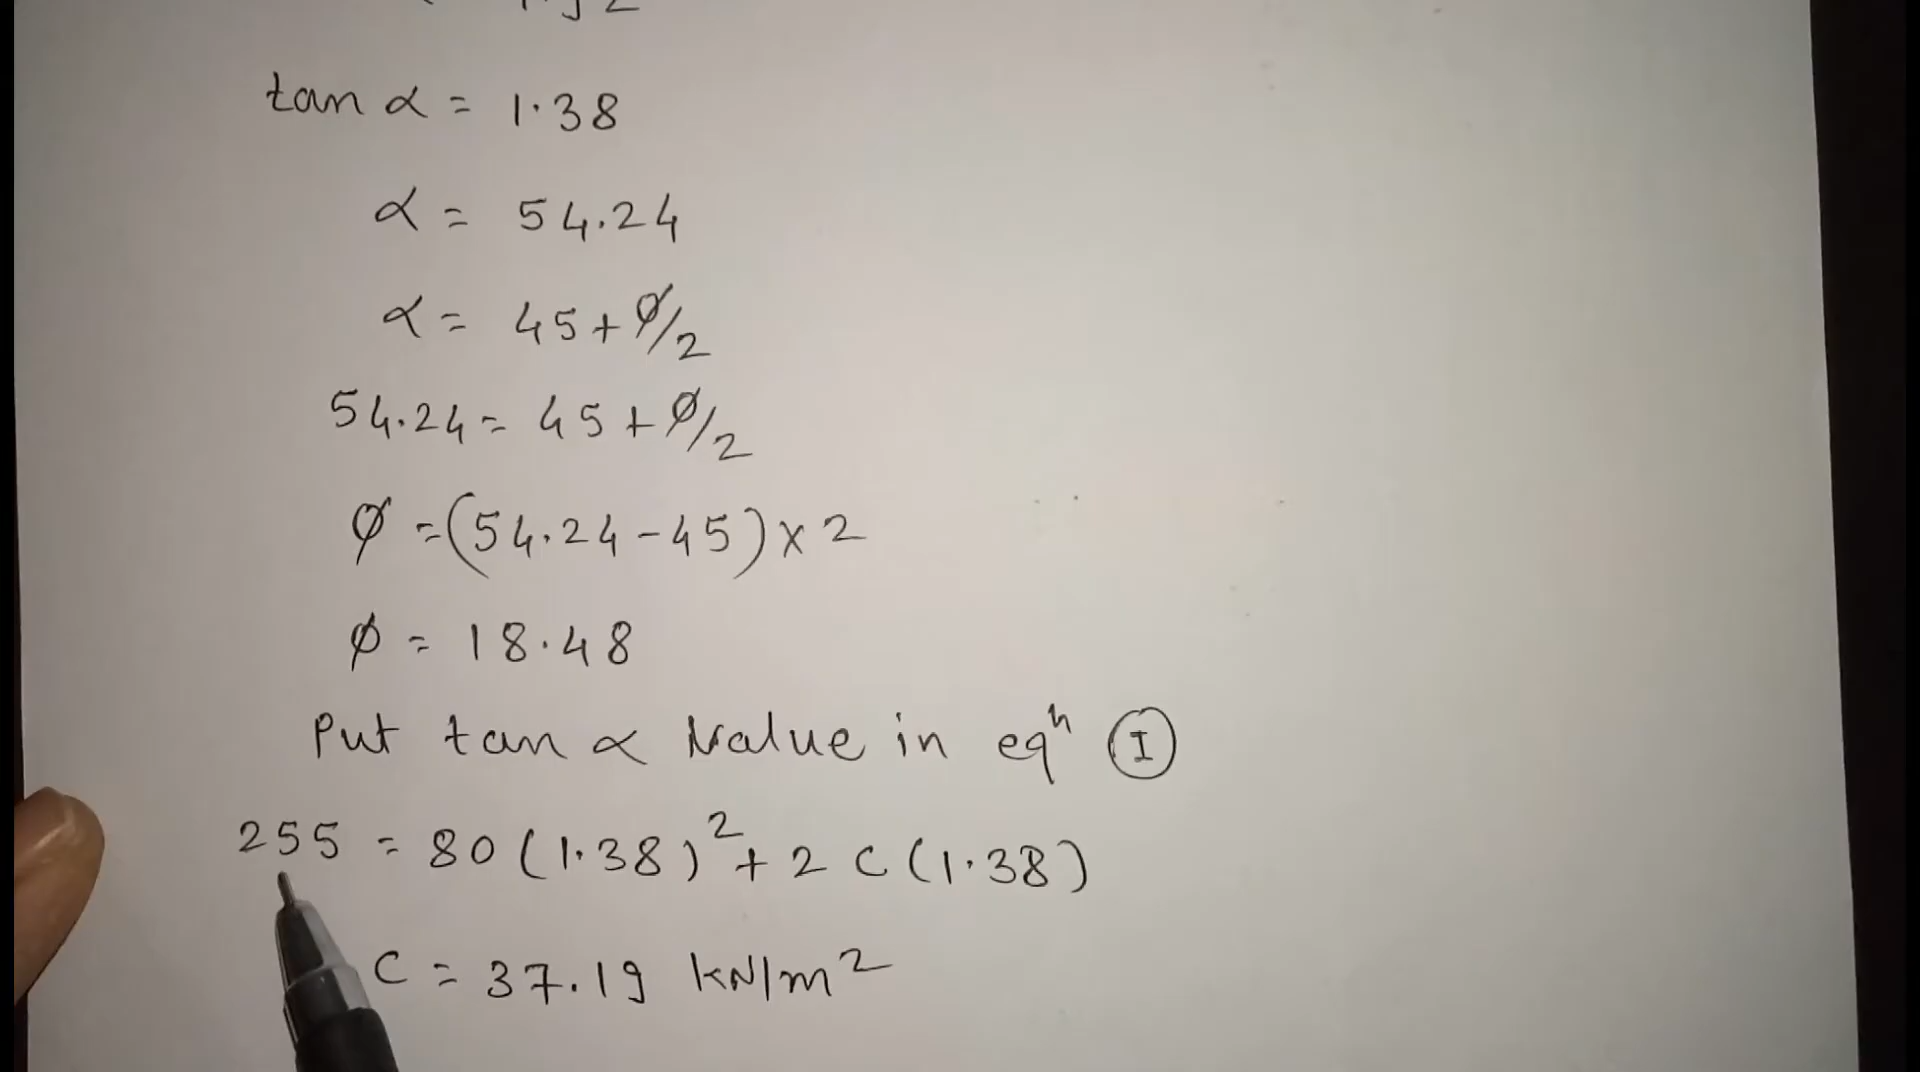 tan α = 1.38
α = 54.24
α = 45+ø/2
54.24 = 45+ø/2
ø =(54.24-45)x2
ø = 18.48
Put tan α Value in eqn I
255 = 80(1.38)²+2 C(1.38)
C = 37.19 kN/m²